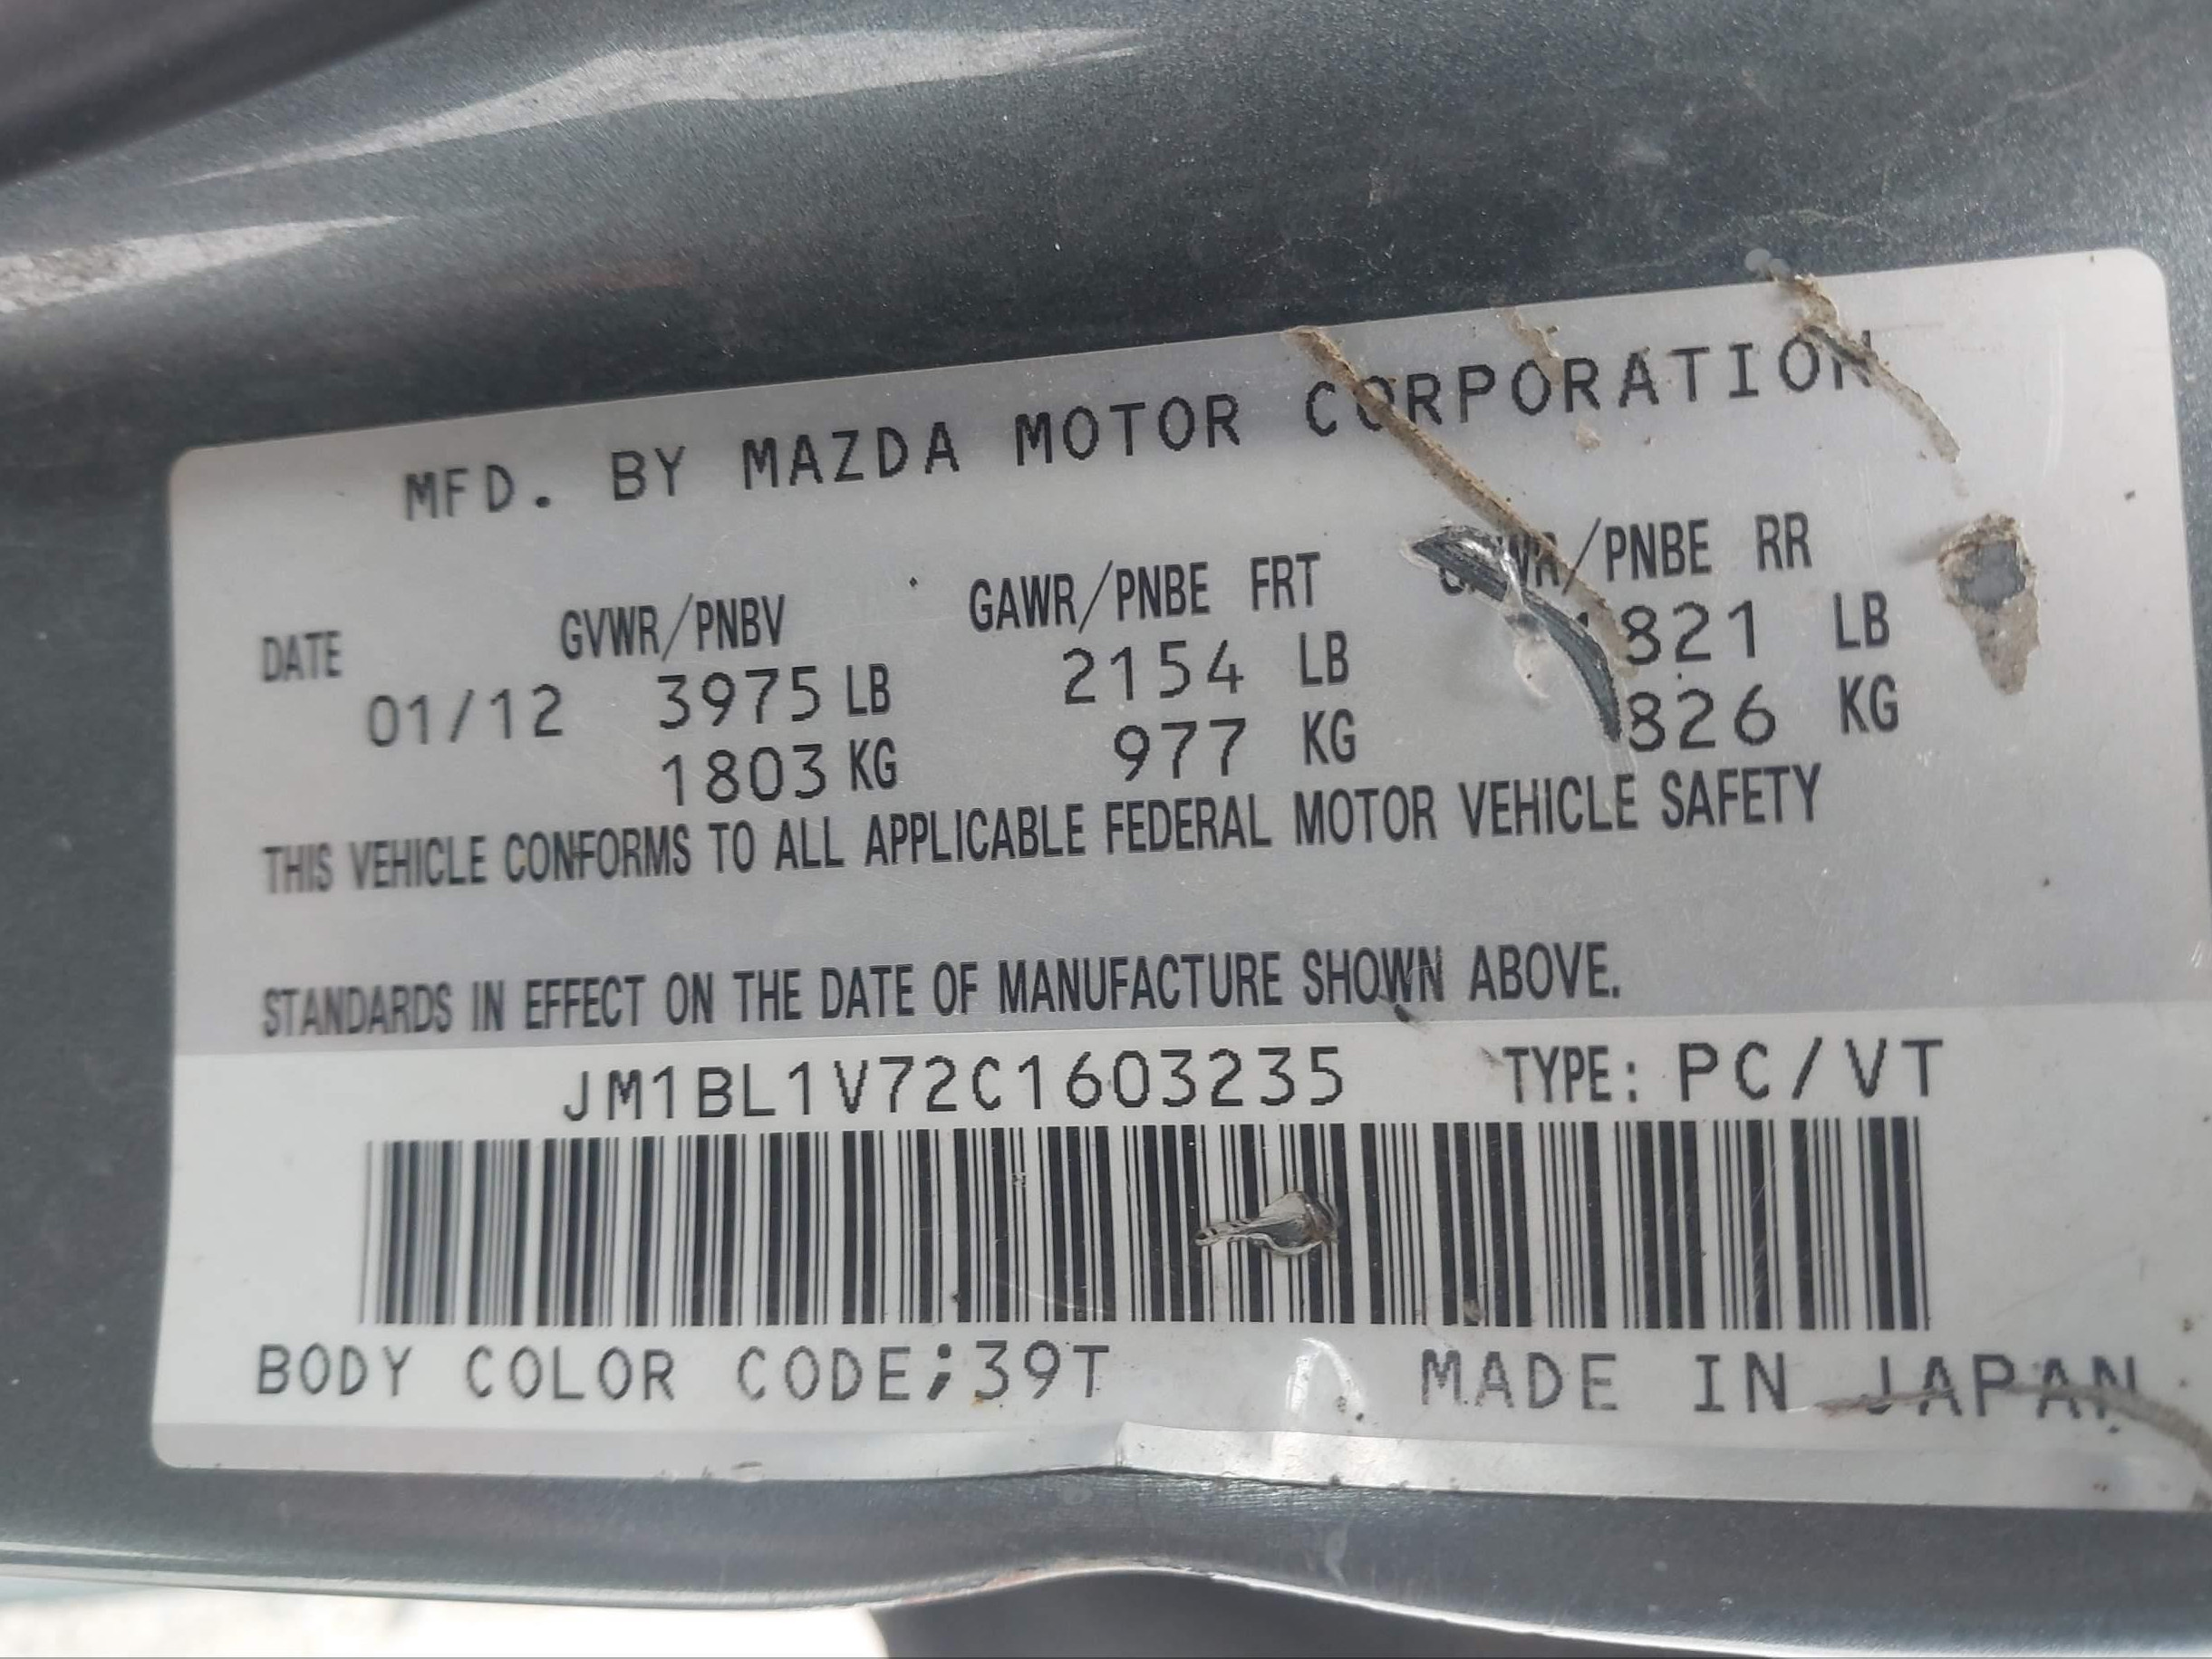 MFD. BY MAZDA MOTOR CORPORATION
DATE GVWR/PNBV GAWR/PNBE FRT GAWR/PNBE RR
01/12 3975 LB 2154 LB 1821 LB
1803 KG 977 KG 826 KG
THIS VEHICLE CONFORMS TO ALL APPLICABLE FEDERAL MOTOR VEHICLE SAFETY
STANDARDS IN EFFECT ON THE DATE OF MANUFACTURE SHOWN ABOVE.
JM1BL1V72C1603235 TYPE: PC/VT
BODY COLOR CODE;39T MADE IN JAPAN